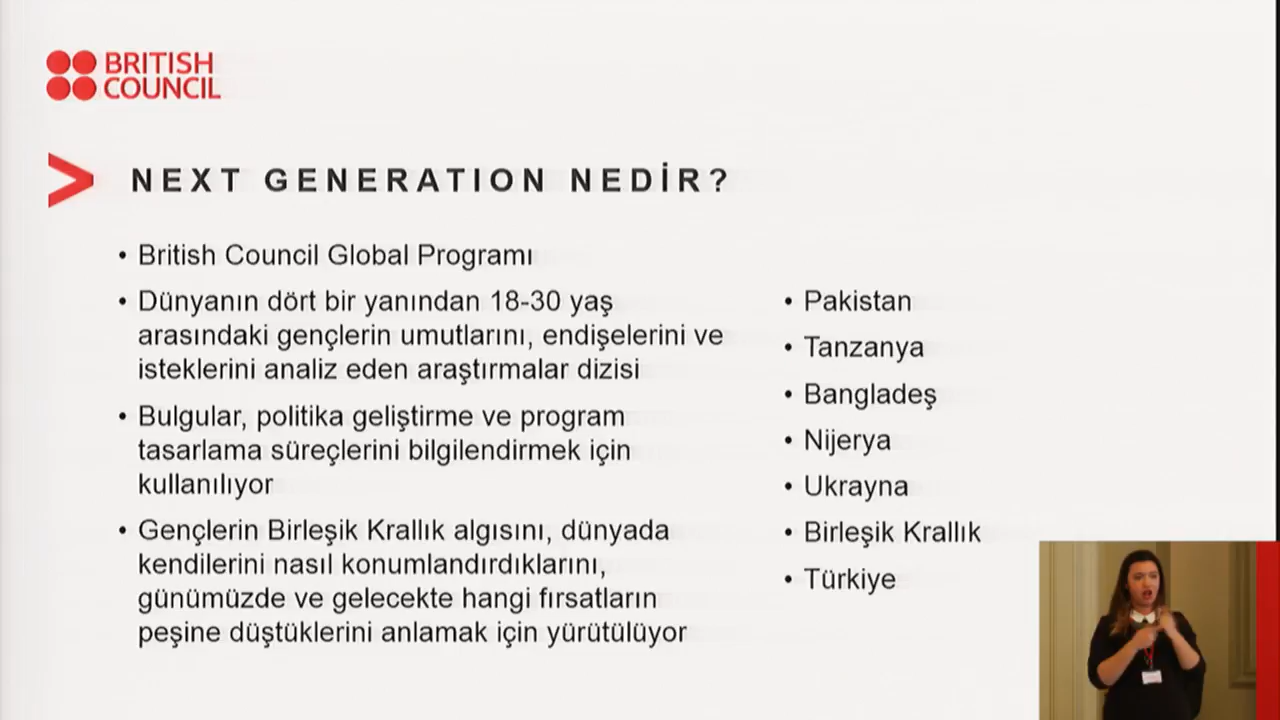 BRITISH
COUNCIL
NEXT GENERATION NEDİR?
• British Council Global Programı
• Dünyanın dört bir yanından 18-30 yaş
arasındaki gençlerin umutlarını, endişelerini ve
isteklerini analiz eden araştırmalar dizisi
• Bulgular, politika geliştirme ve program
tasarlama süreçlerini bilgilendirmek için
kullanılıyor
• Gençlerin Birleşik Krallık algısını, dünyada
kendilerini nasıl konumlandırdıklarını,
günümüzde ve gelecekte hangi fırsatların
peşine düştüklerini anlamak için yürütülüyor
• Pakistan
• Tanzanya
• Bangladeş
• Nijerya
• Ukrayna
• Birleşik Krallık
• Türkiye